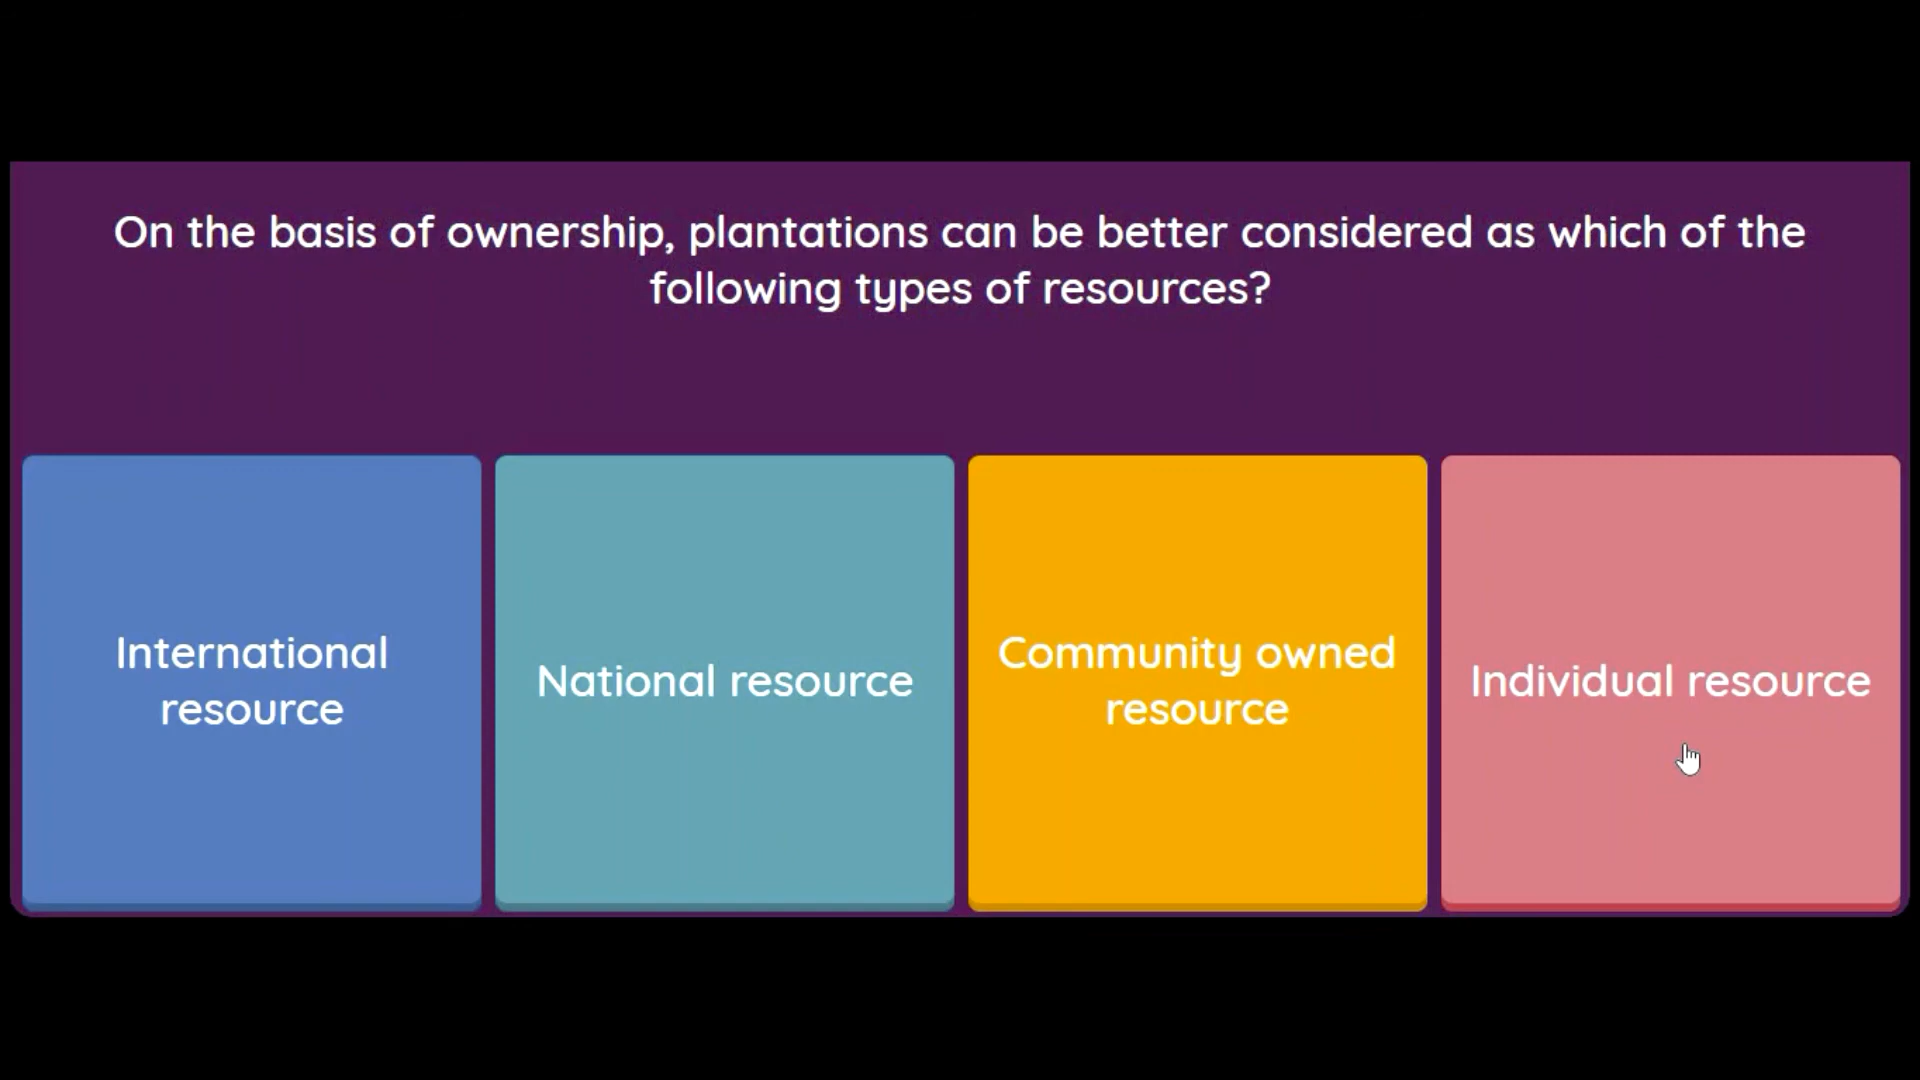 On the basis of ownership, plantations can be better considered as which of the
following types of resources?
International
resource
National resource
Community owned
resource
Individual resource